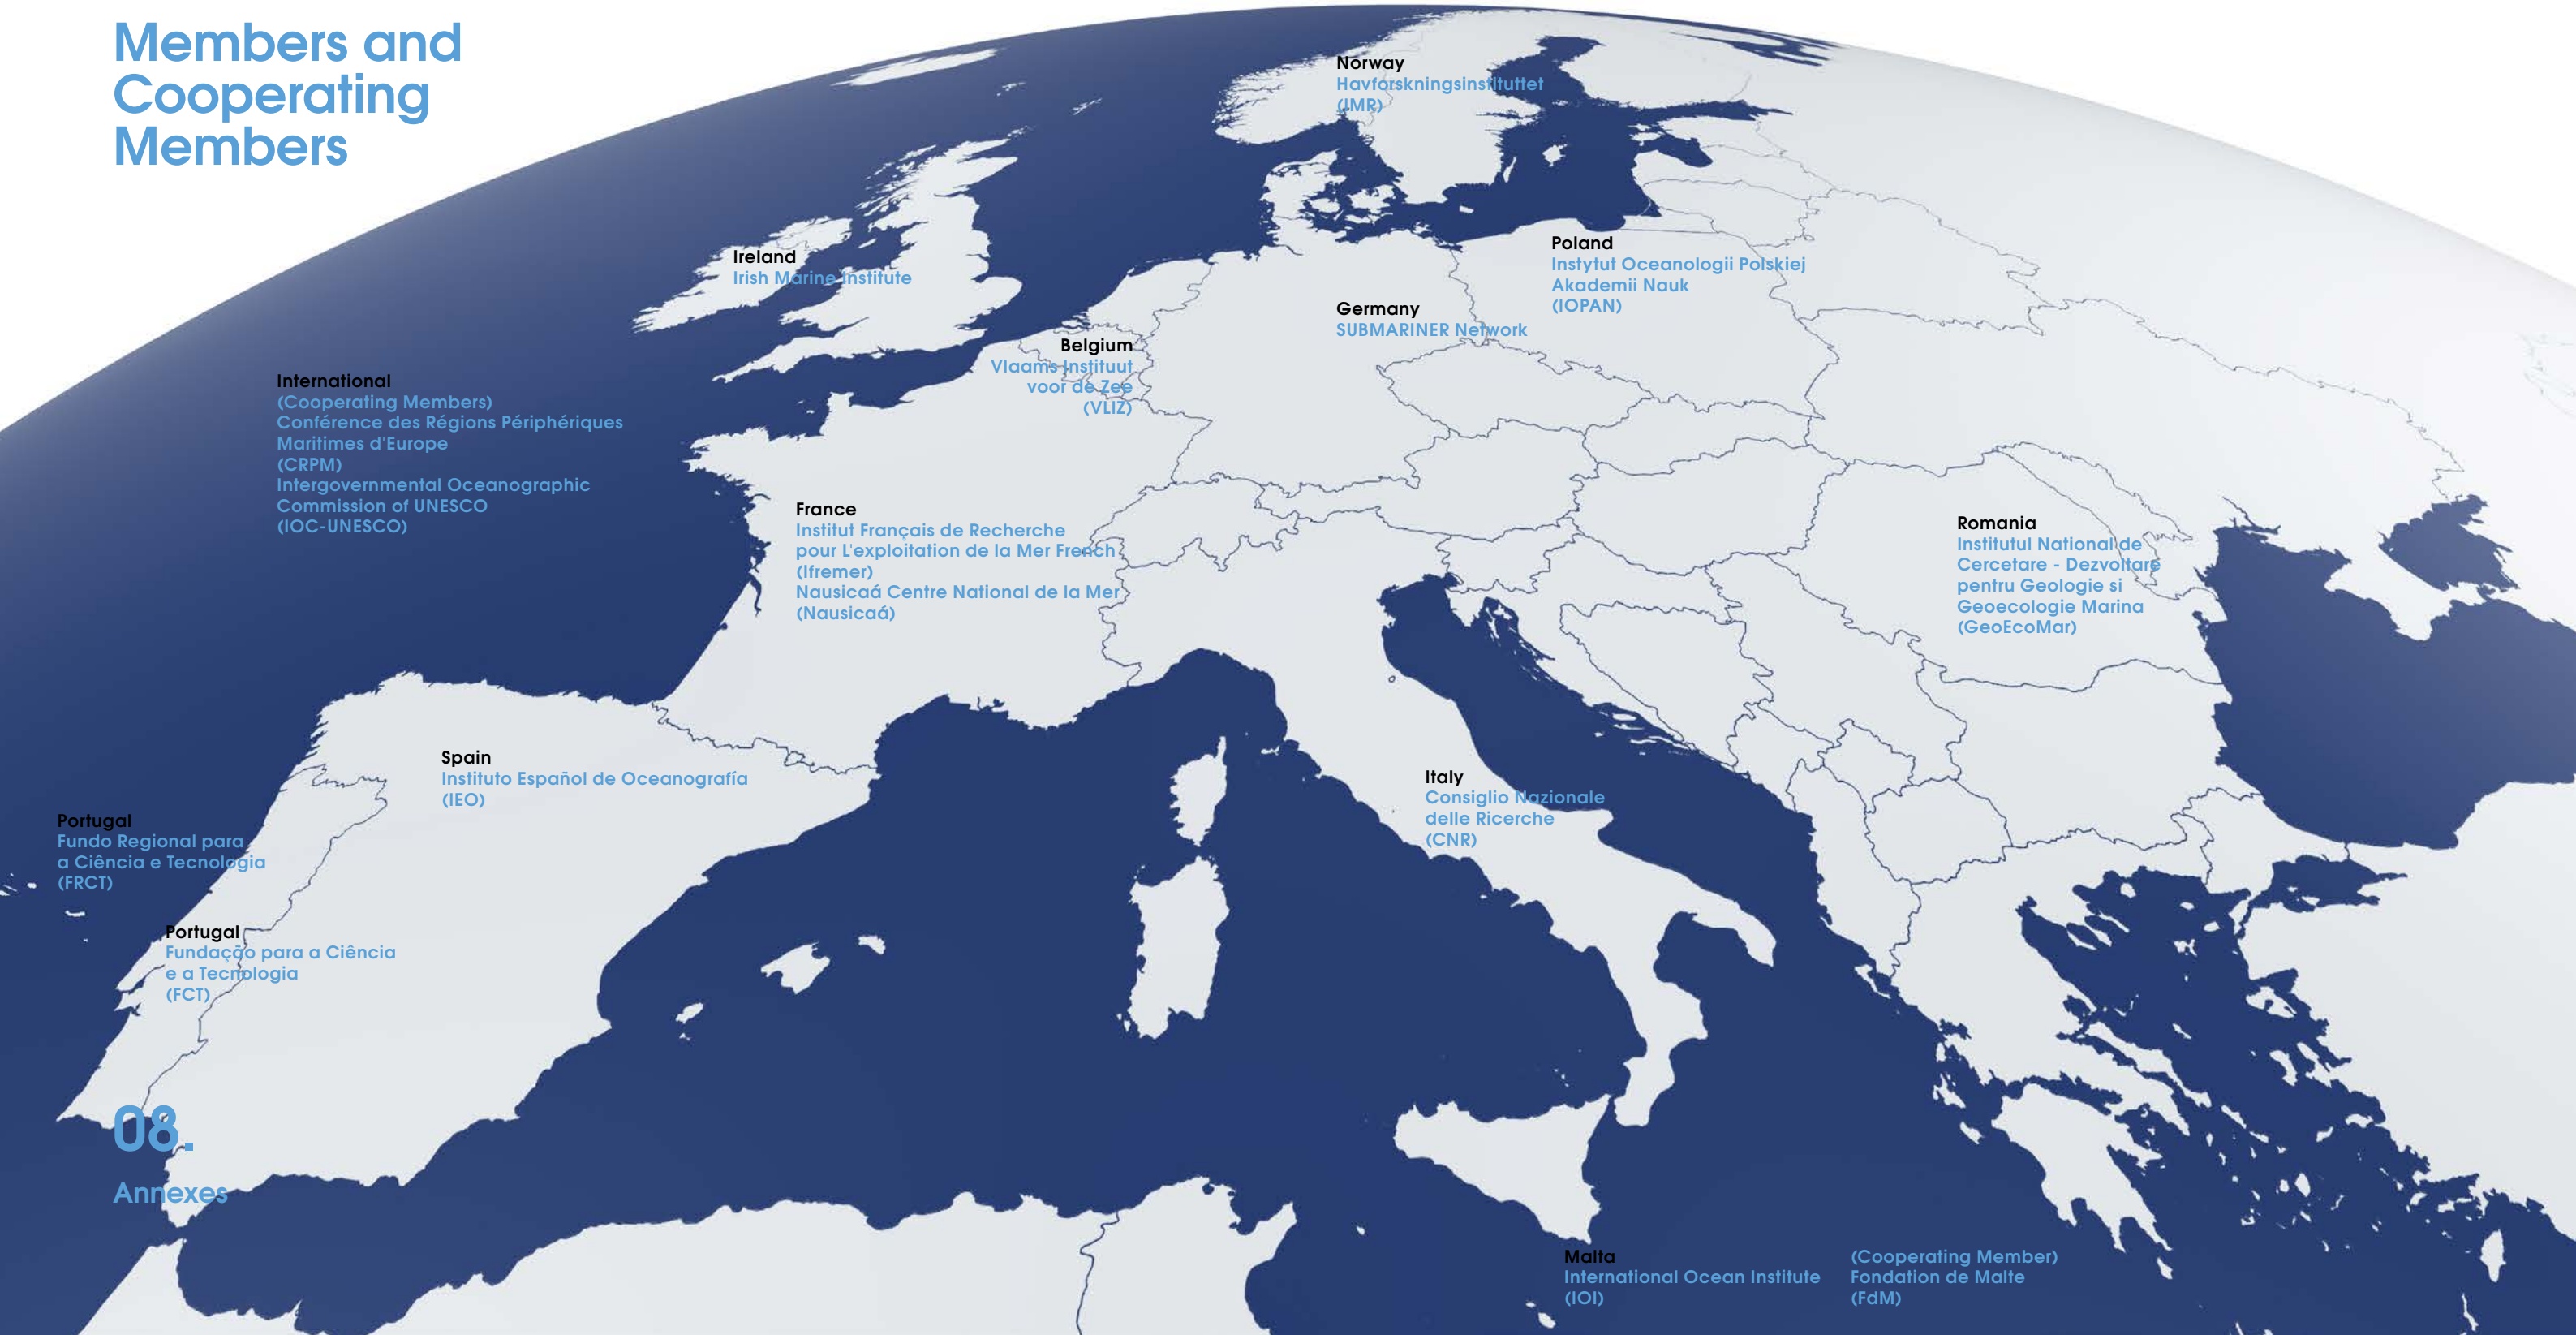 Members and
Cooperating
Members
Norway
Havforskningsinstituttet
(IMR)
Ireland
Irish Marine Institute
Poland
Instytut Oceanologii Polskiej
Akademii Nauk
(IOPAN)
Germany
SUBMARINER Network
Belgium
Vlaams Instituut
voor de Zee
(VLIZ)
International
(Cooperating Members)
Conférence des Régions Périphériques
Maritimes d'Europe
(CRPM)
Intergovernmental Oceanographic
Commission of UNESCO
(IOC-UNESCO)
France
Institut Français de Recherche
pour L'exploitation de la Mer French
(Ifremer)
Nausicaá Centre National de la Mer
(Nausicaá)
Romania
Institutul National de
Cercetare - Dezvoltare
pentru Geologie si
Geoecologie Marina
(GeoEcoMar)
Spain
Instituto Español de Oceanografía
(IEO)
Italy
Consiglio Nazionale
delle Ricerche
(CNR)
Portugal
Fundo Regional para
a Ciência e Tecnologia
(FRCT)
Portugal
Fundação para a Ciência
e a Tecnologia
(FCT)
08.
Annexes
Malta
International Ocean Institute
(IOI)
(Cooperating Member)
Fondation de Malte
(FdM)